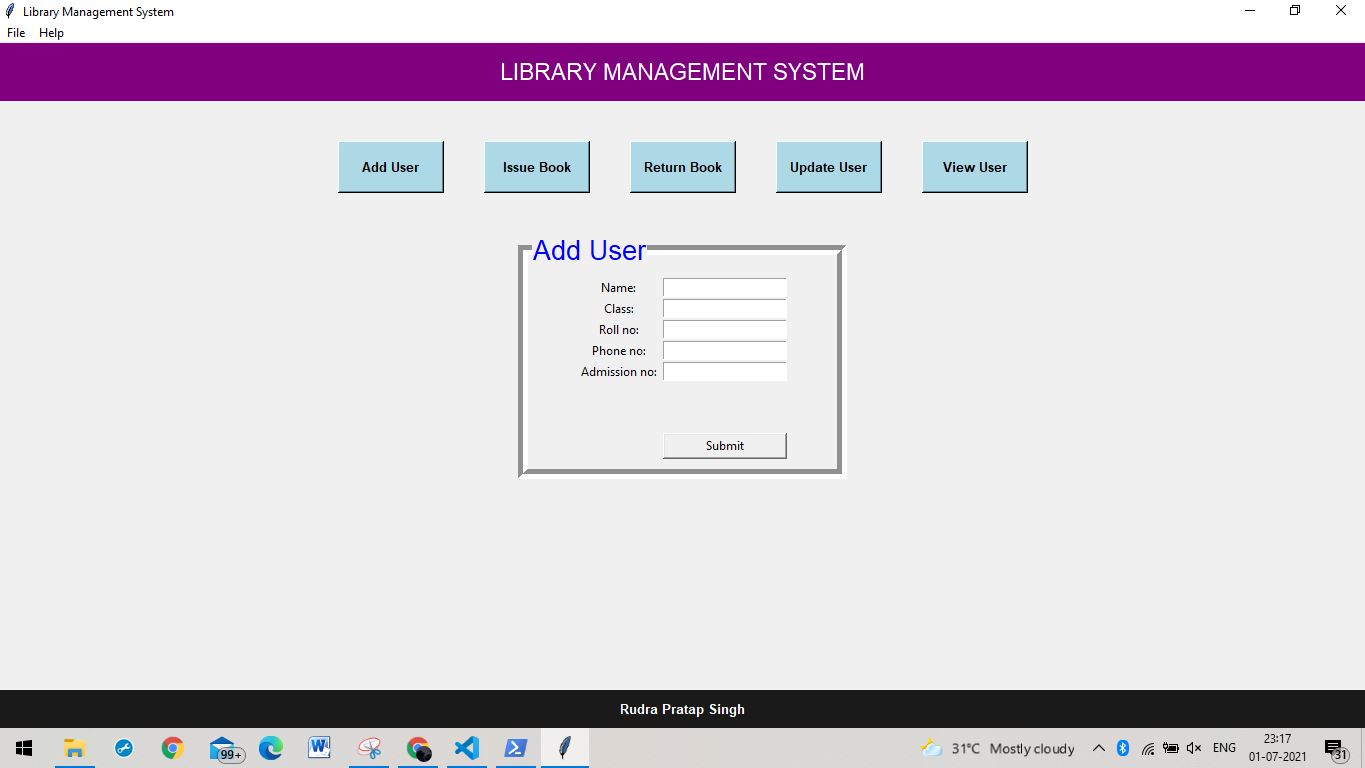 Library Management System
File Help
LIBRARY MANAGEMENT SYSTEM
Add User Issue Book Return Book Update User View User
Add User
Name:
Class:
Roll no:
Phone no:
Admission no:
Submit
Rudra Pratap Singh
99+ 31°C Mostly cloudy ENG 23:17
01-07-2021 31